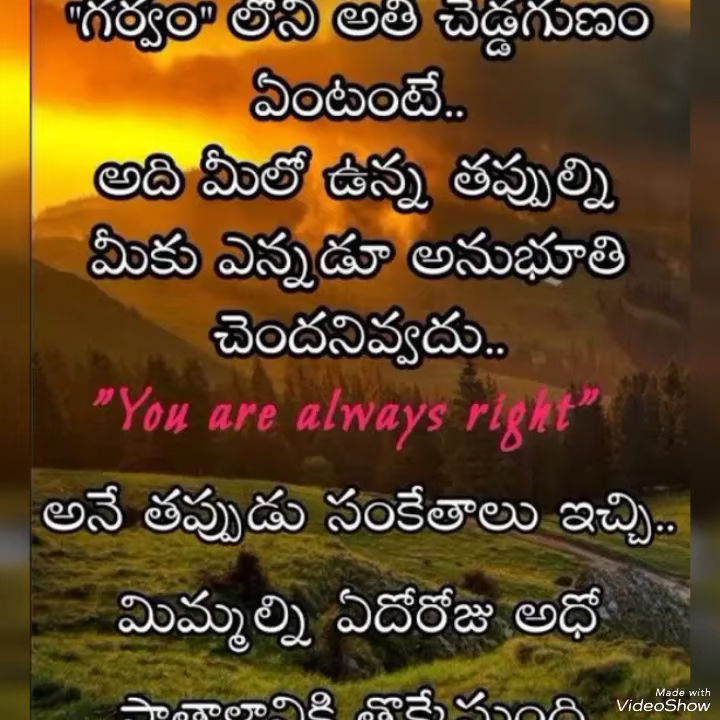 "గర్వం" లోని అతి చెడ్డగుణం
ఏంటంటే..
అది మీలో ఉన్న తప్పుల్ని
మీకు ఎన్నడూ అనుభూతి
చెందనివ్వదు..
"You are always right"
అనే తప్పుడు సంకేతాలు ఇచ్చి..
మిమ్మల్ని ఏదోరోజు అధో
పాతాళానికి తొక్కేస్తుంది
Made with
VideoShow